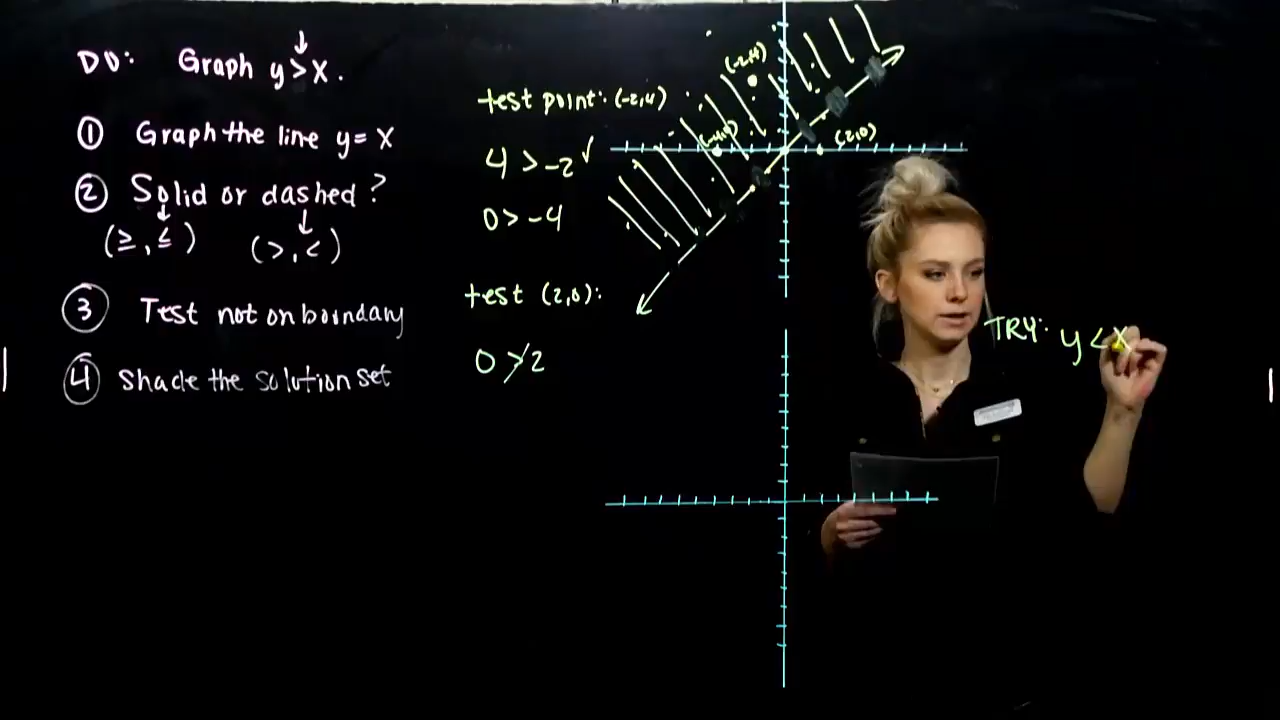 DO: Graph y > x.
① Graph the line y = x
② Solid or dashed?
(≥, ≤) (>, <)
③ Test not on boundary
④ Shade the solution set
test point: (-2,4)
4 > -2 ✓
0 > -4
test (2,0):
0 ≯ 2
(-2,4)
(-4,0)
(2,0)
TRY: y < x